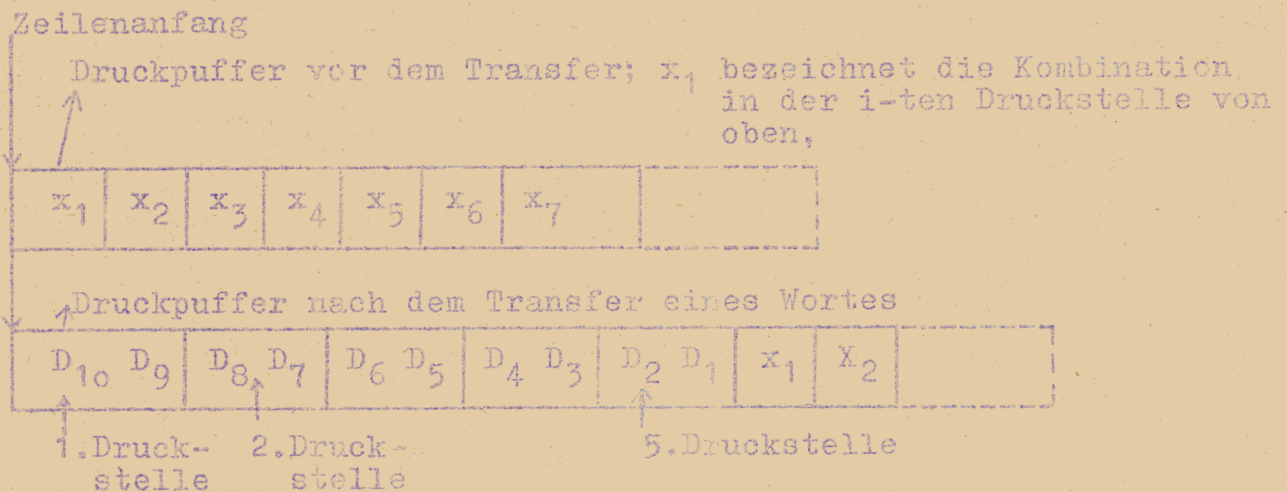 Zeilenanfang
Druckpuffer vor dem Transfer; x₁ bezeichnet die Kombination
in der i-ten Druckstelle von
oben,
x₁ x₂ x₃ x₄ x₅ x₆ x₇
Druckpuffer nach dem Transfer eines Wortes
D₁₀ D₉ D₈ D₇ D₆ D₅ D₄ D₃ D₂ D₁ x₁ X₂
1.Druck- 2.Druck- 5.Druckstelle
stelle stelle